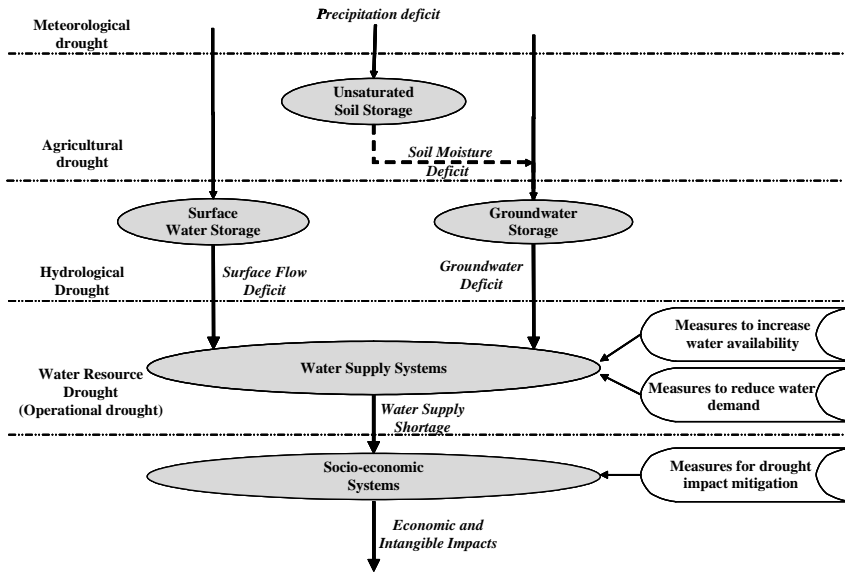 Precipitation deficit
Meteorological
drought
Unsaturated
Soil Storage
Agricultural
drought
Soil Moisture
Deficit
Surface
Water Storage
Groundwater
Storage
Hydrological
Drought
Surface Flow
Deficit
Groundwater
Deficit
Measures to increase
water availability
Water Supply Systems
Water Resource
Drought
(Operational drought)
Measures to reduce water
demand
Water Supply
Shortage
Socio-economic
Systems
Measures for drought
impact mitigation
Economic and
Intangible Impacts